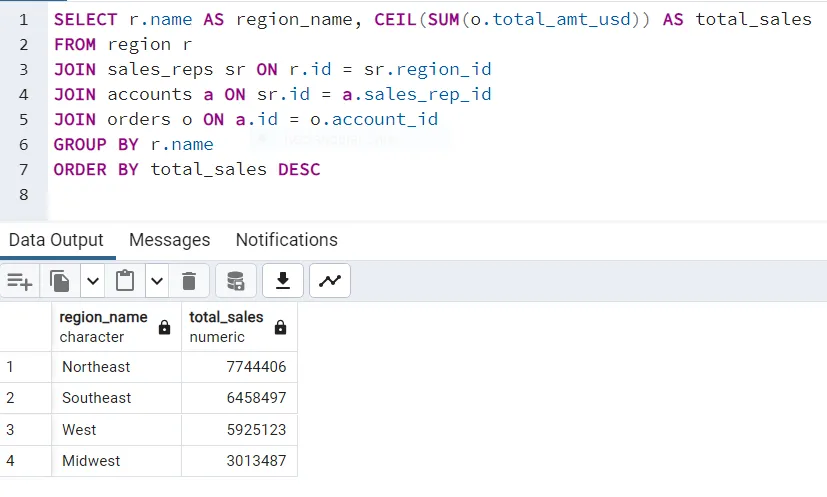 1 SELECT r.name AS region_name, CEIL(SUM(o.total_amt_usd)) AS total_sales
2 FROM region r
3 JOIN sales_reps sr ON r.id = sr.region_id
4 JOIN accounts a ON sr.id = a.sales_rep_id
5 JOIN orders o ON a.id = o.account_id
6 GROUP BY r.name
7 ORDER BY total_sales DESC
8
Data Output Messages Notifications
region_name total_sales
character numeric
1 Northeast 7744406
2 Southeast 6458497
3 West 5925123
4 Midwest 3013487